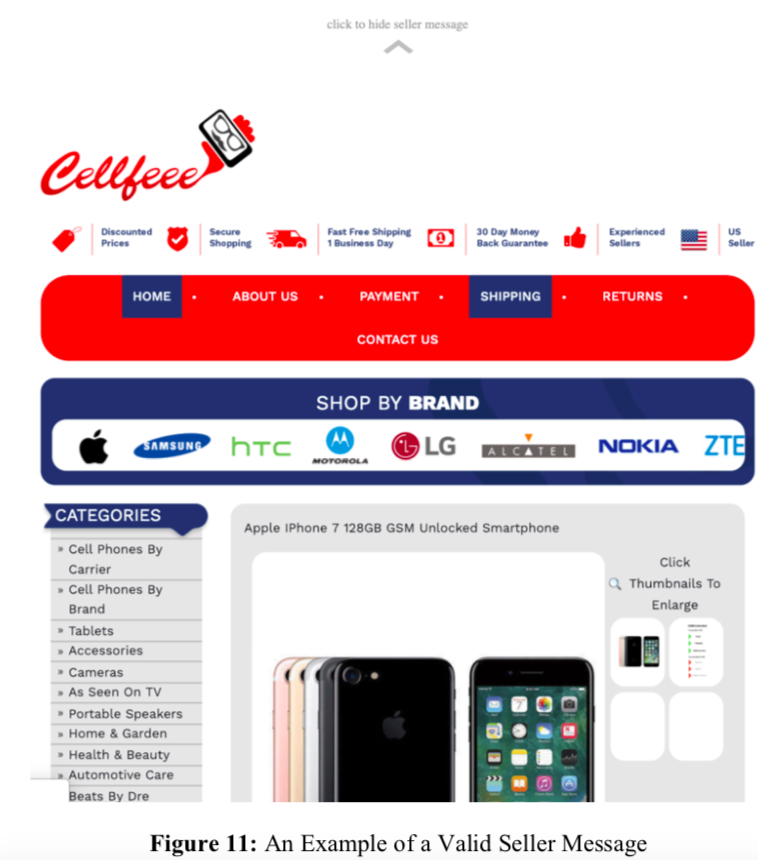 click to hide seller message
Cellfeee
Discounted
Prices
Secure
Shopping
Fast Free Shipping
1 Business Day
30 Day Money
Back Guarantee
Experienced
Sellers
US
Seller
HOME • ABOUT US • PAYMENT • SHIPPING • RETURNS •
CONTACT US
SHOP BY BRAND
SAMSUNG hTC MOTOROLA LG ALCATEL NOKIA ZTE
CATEGORIES
» Cell Phones By
Carrier
» Cell Phones By
Brand
» Tablets
» Accessories
» Cameras
» As Seen On TV
» Portable Speakers
» Home & Garden
» Health & Beauty
» Automotive Care
Beats By Dre
Apple IPhone 7 128GB GSM Unlocked Smartphone
Click
Thumbnails To
Enlarge
Figure 11: An Example of a Valid Seller Message